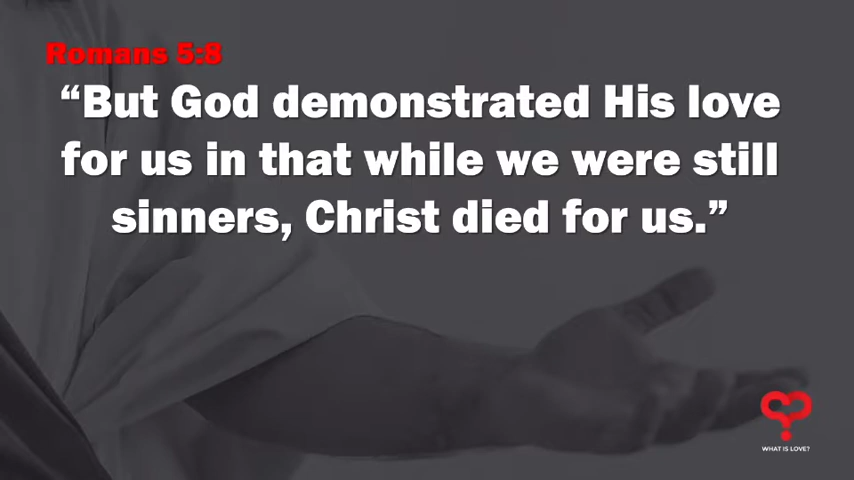 Romans 5:8
“But God demonstrated His love
for us in that while we were still
sinners, Christ died for us.”
WHAT IS LOVE?